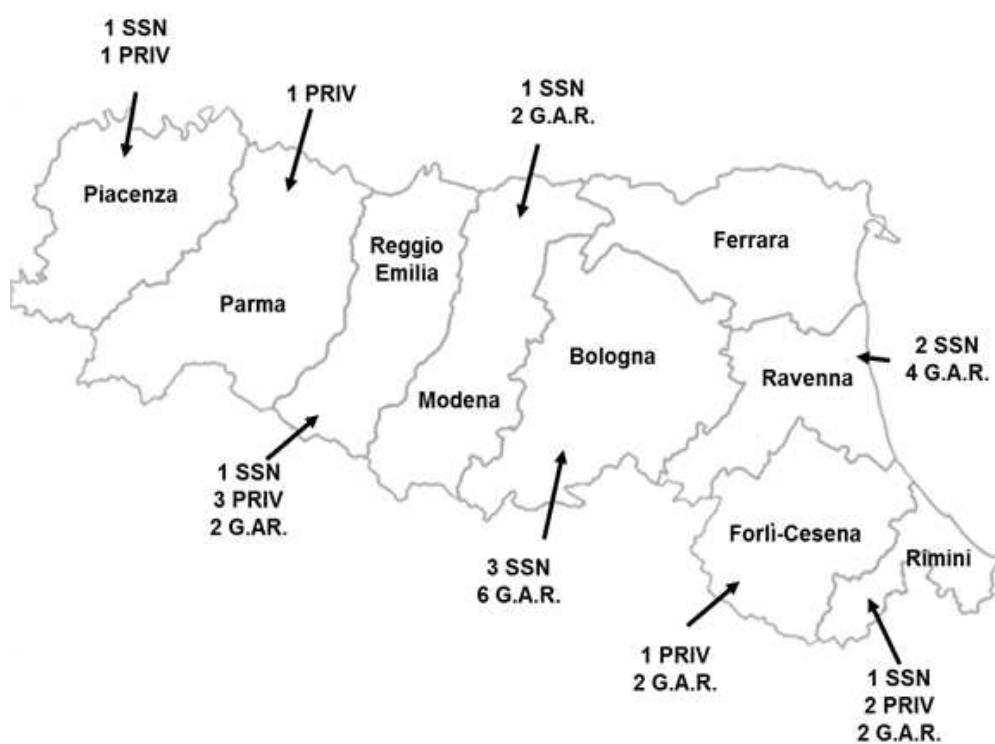 1 SSN
1 PRIV
1 PRIV
1 SSN
2 G.A.R.
Piacenza
Parma
Reggio
Emilia
Modena
Bologna
Ferrara
Ravenna
2 SSN
4 G.A.R.
1 SSN
3 PRIV
2 G.AR.
3 SSN
6 G.A.R.
Forlì-Cesena
Rimini
1 PRIV
2 G.A.R.
1 SSN
2 PRIV
2 G.A.R.